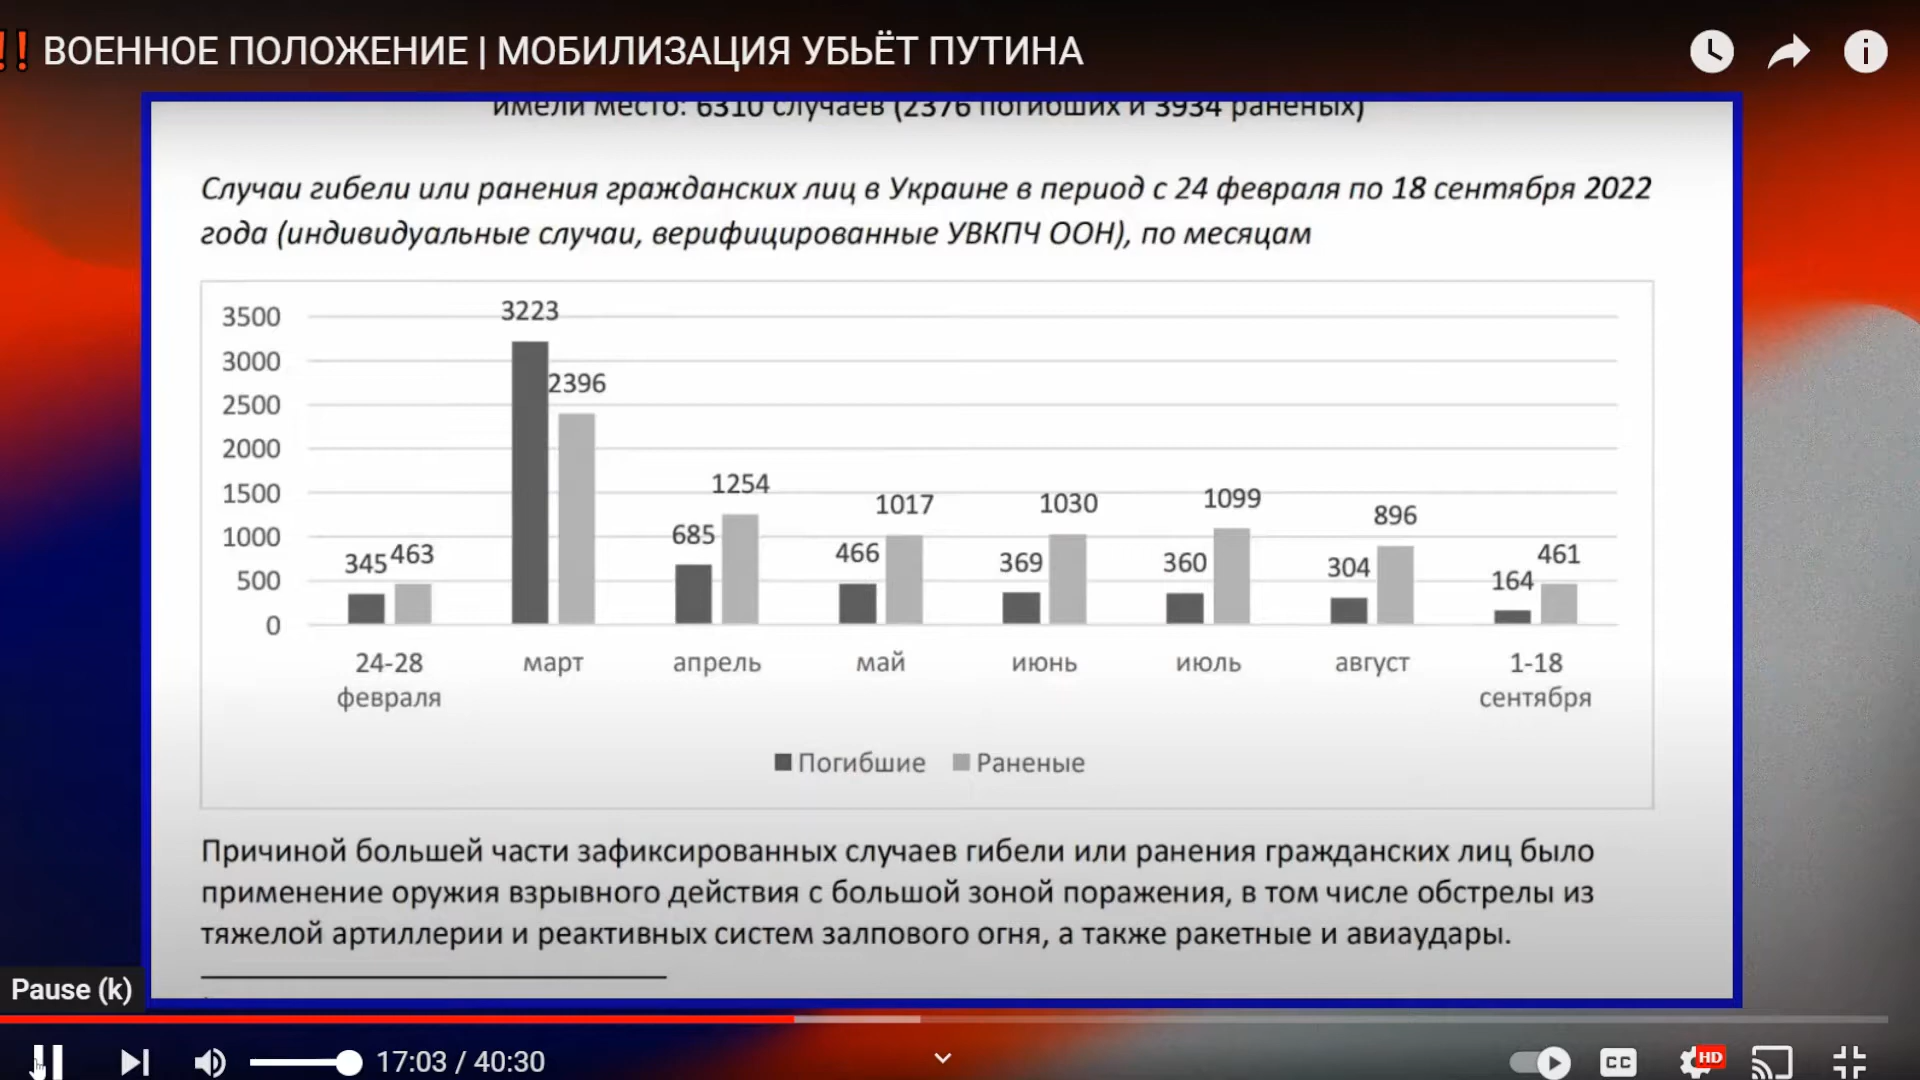 !! ВОЕННОЕ ПОЛОЖЕНИЕ | МОБИЛИЗАЦИЯ УБЬЁТ ПУТИНА
имели место: 6310 случаев (2376 погибших и 3934 раненых)
Случаи гибели или ранения гражданских лиц в Украине в период с 24 февраля по 18 сентября 2022
года (индивидуальные случаи, верифицированные УВКПЧ ООН), по месяцам
3500
3000
2500
2000
1500
1000
500
0
345 463
3223 2396
685 1254
466 1017
369 1030
360 1099
304 896
164 461
24-28 март апрель май июнь июль август 1-18
февраля сентября
Погибшие Раненые
Причиной большей части зафиксированных случаев гибели или ранения гражданских лиц было
применение оружия взрывного действия с большой зоной поражения, в том числе обстрелы из
тяжелой артиллерии и реактивных систем залпового огня, а также ракетные и авиаудары.
Pause (k)
17:03 / 40:30
CC HD